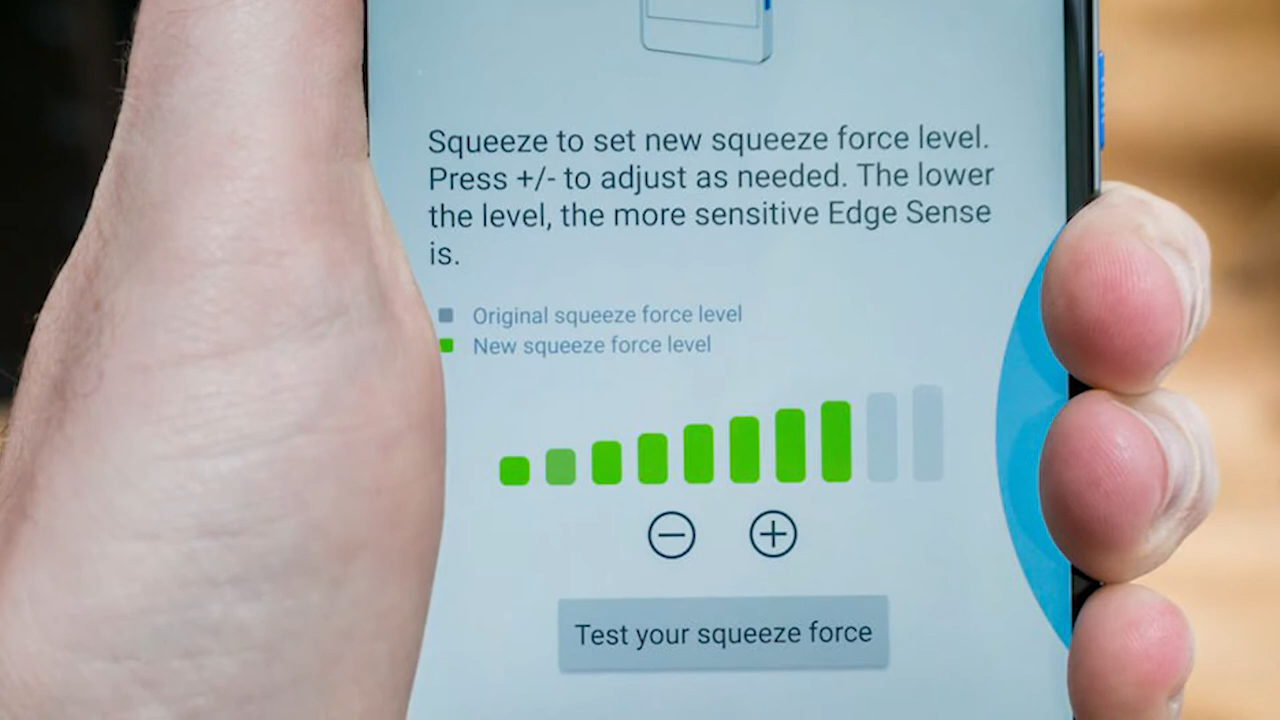 Squeeze to set new squeeze force level.
Press +/- to adjust as needed. The lower
the level, the more sensitive Edge Sense
is.
Original squeeze force level
New squeeze force level
Test your squeeze force